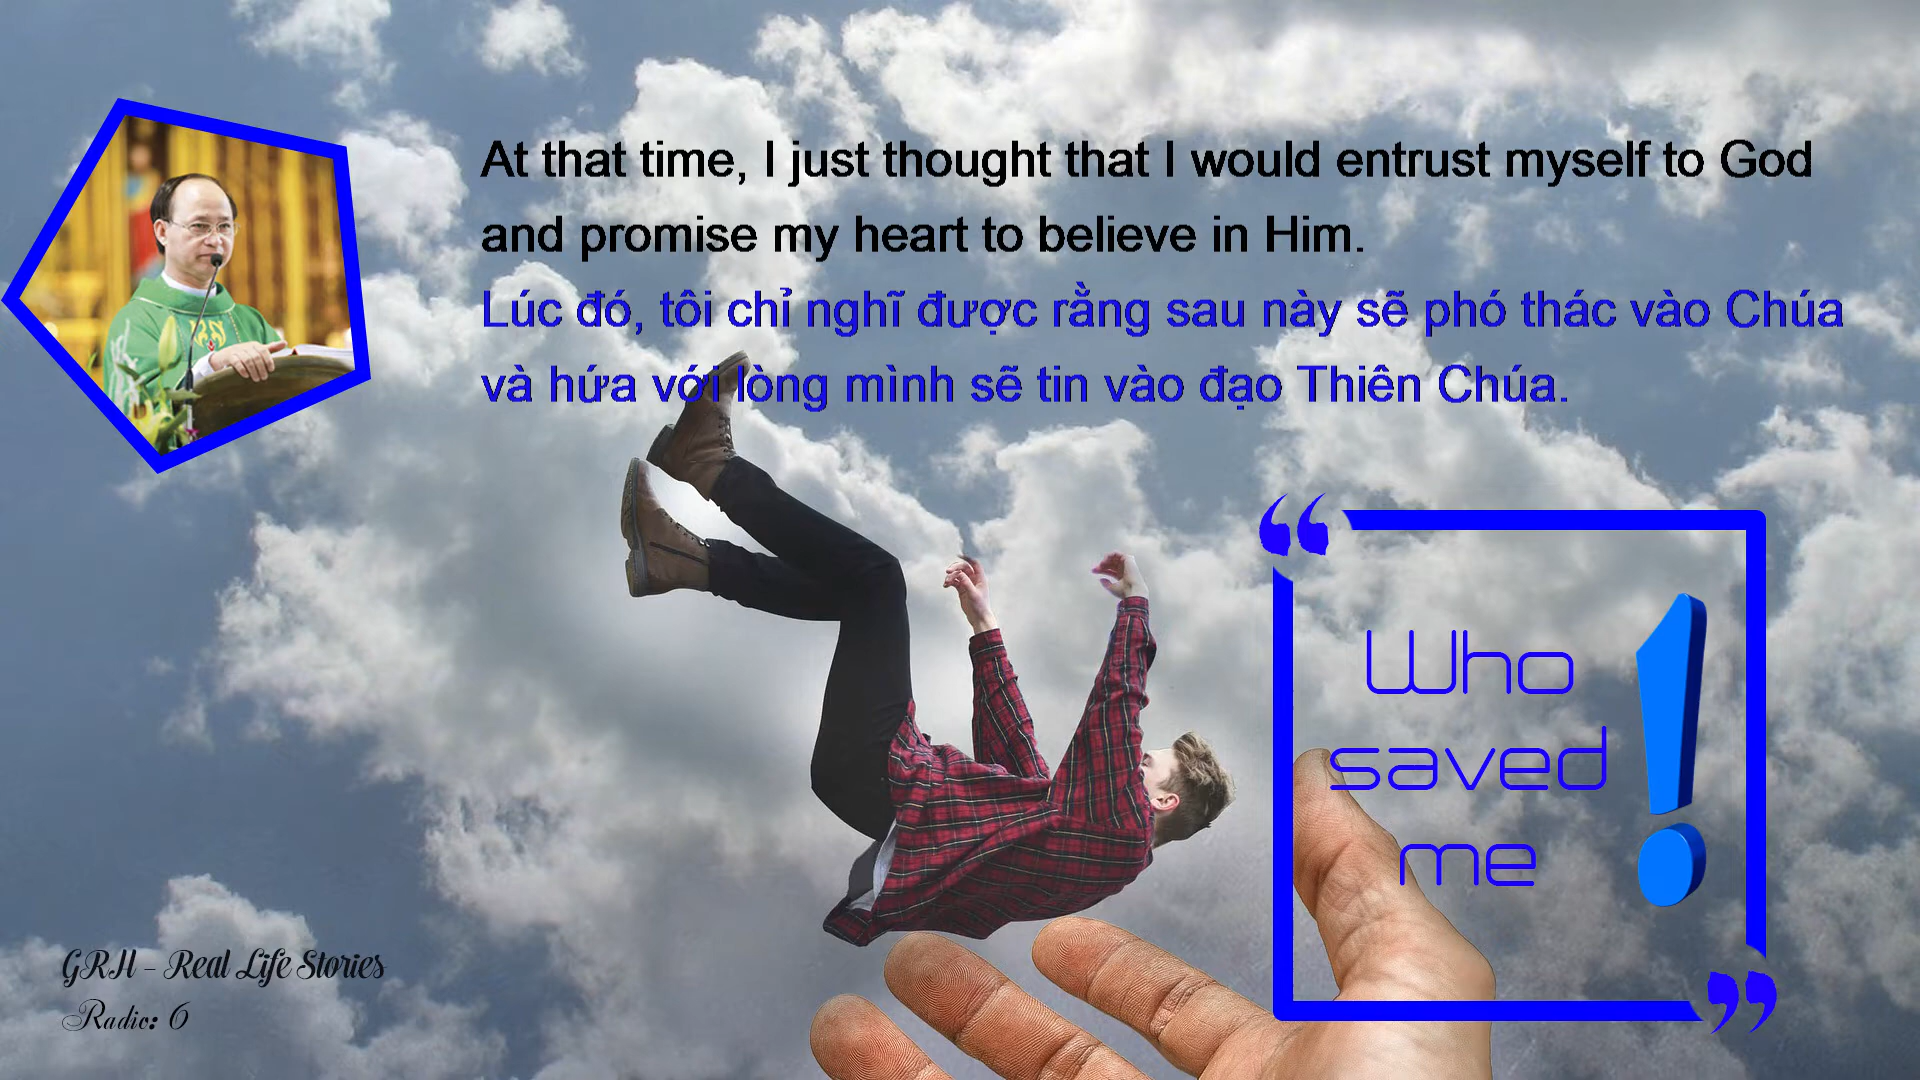 At that time, I just thought that I would entrust myself to God
and promise my heart to believe in Him.
Lúc đó, tôi chỉ nghĩ được rằng sau này sẽ phó thác vào Chúa
và hứa với lòng mình sẽ tin vào đạo Thiên Chúa.
“
Who
saved
me
!
”
GRH - Real Life Stories
Radio: 6